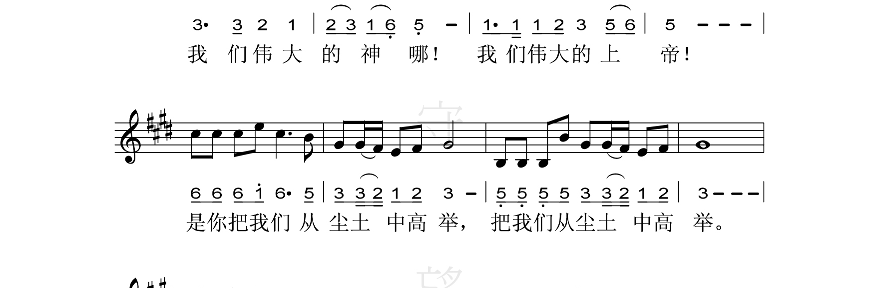 3· 3 2 1 | 2 3 1 6 5 – | 1· 1 1 2 3 5 6 | 5 – – – |
我们伟大的神哪！我们伟大的上帝！
6 6 6 1 6· 5 | 3 3 2 1 2 3 – | 5 5 5 5 3 3 2 1 2 | 3 – – – |
是你把我们从尘土中高举，把我们从尘土中高举。